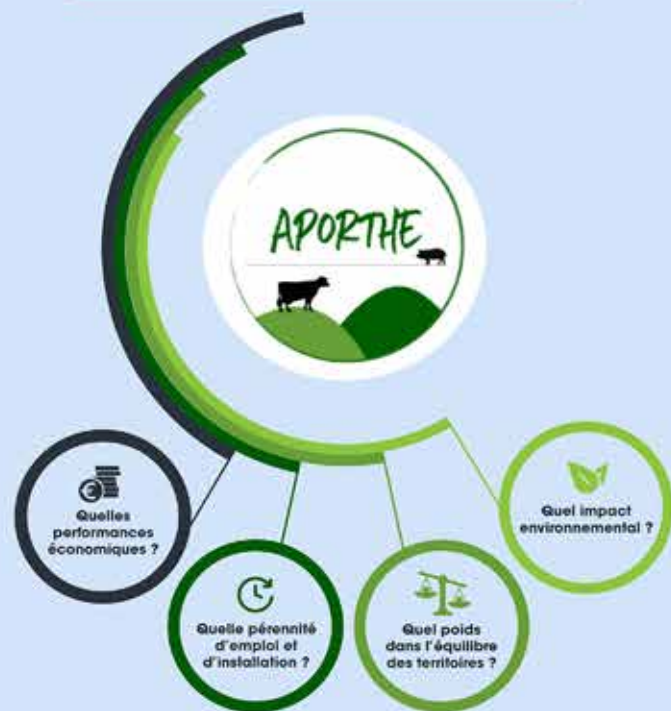 APORTHE
Quelles
performances
économiques ?
Quelle pérennité
d'emploi et
d'installation ?
Quel poids
dans l'équilibre
des territoires ?
Quel impact
environnemental ?